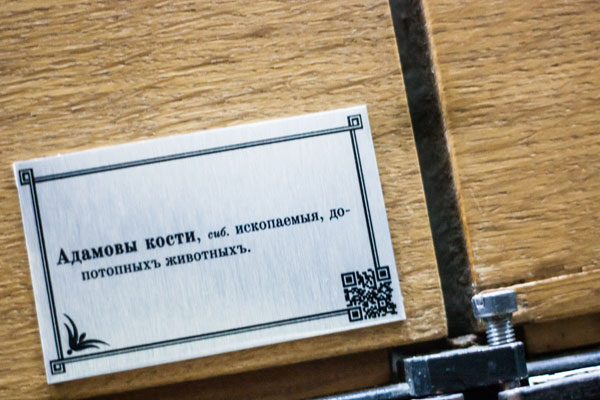 Адамовы кости, сиб. ископаемыя, до-
потопныхъ животныхъ.